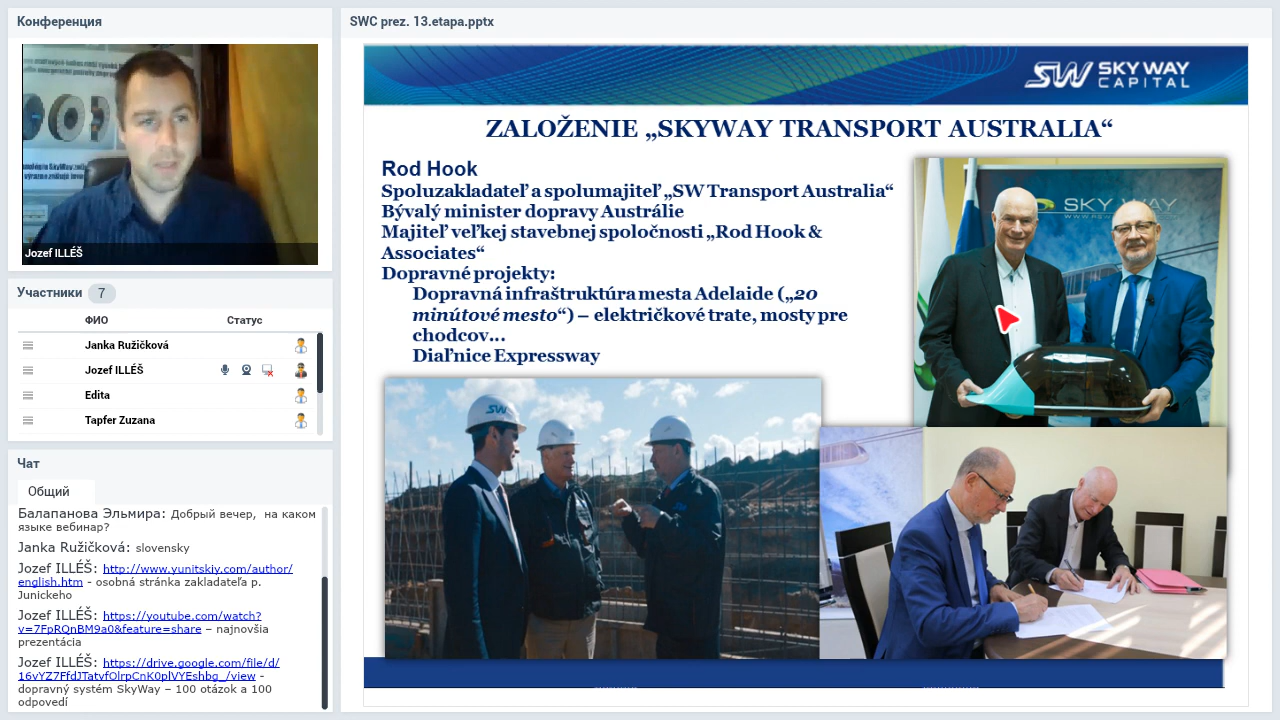 Конференция
Jozef ILLÉŠ
Участники 7
ФИО Статус
Janka Ružičková
Jozef ILLÉŠ
Edita
Tapfer Zuzana
Чат
Общий
Балапанова Эльмира: Добрый вечер, на каком
языке вебинар?
Janka Ružičková: slovensky
Jozef ILLÉŠ: http://www.yunitskiy.com/author/
english.htm - osobná stránka zakladateľa p.
Junickeho
Jozef ILLÉŠ: https://youtube.com/watch?
v=7FpRQnBM9a0&feature=share – najnovšia
prezentácia
Jozef ILLÉŠ: https://drive.google.com/file/d/
16vYZ7FfdJTatvfOlrpCnK0plVYEshbg_/view -
dopravný systém SkyWay – 100 otázok a 100
odpovedí
SWC prez. 13.etapa.pptx
SW SKY WAY
CAPITAL
ZALOŽENIE „SKYWAY TRANSPORT AUSTRALIA“
Rod Hook
Spoluzakladateľ a spolumajiteľ „SW Transport Australia“
Bývalý minister dopravy Austrálie
Majiteľ veľkej stavebnej spoločnosti „Rod Hook &
Associates“
Dopravné projekty:
Dopravná infraštruktúra mesta Adelaide („20
minútové mesto“) – električkové trate, mosty pre
chodcov...
Diaľnice Expressway
SKY WAY
SW